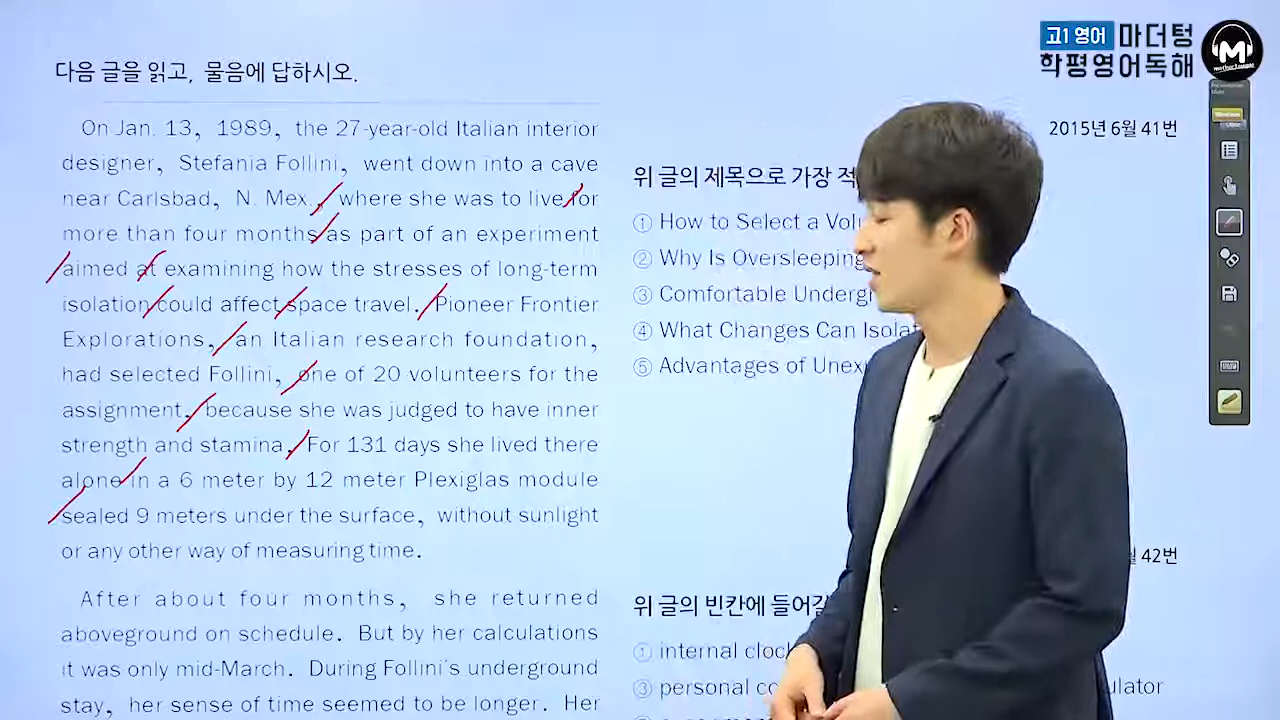 고1 영어 마더텅
학평영어독해
M
다음 글을 읽고, 물음에 답하시오.
On Jan. 13, 1989, the 27-year-old Italian interior
designer, Stefania Follini, went down into a cave
near Carlsbad, N. Mex., where she was to live for
more than four months as part of an experiment
aimed at examining how the stresses of long-term
isolation could affect space travel. Pioneer Frontier
Explorations, an Italian research foundation,
had selected Follini, one of 20 volunteers for the
assignment, because she was judged to have inner
strength and stamina. For 131 days she lived there
alone in a 6 meter by 12 meter Plexiglas module
sealed 9 meters under the surface, without sunlight
or any other way of measuring time.
After about four months, she returned
aboveground on schedule. But by her calculations
it was only mid-March. During Follini's underground
stay, her sense of time seemed to be longer. Her
2015년 6월 41번
위 글의 제목으로 가장
① How to Select a
② Why Is Oversleeping
③ Comfortable
④ What Changes Can
⑤ Advantages of
42번
위 글의 빈칸에
① internal
③ personal